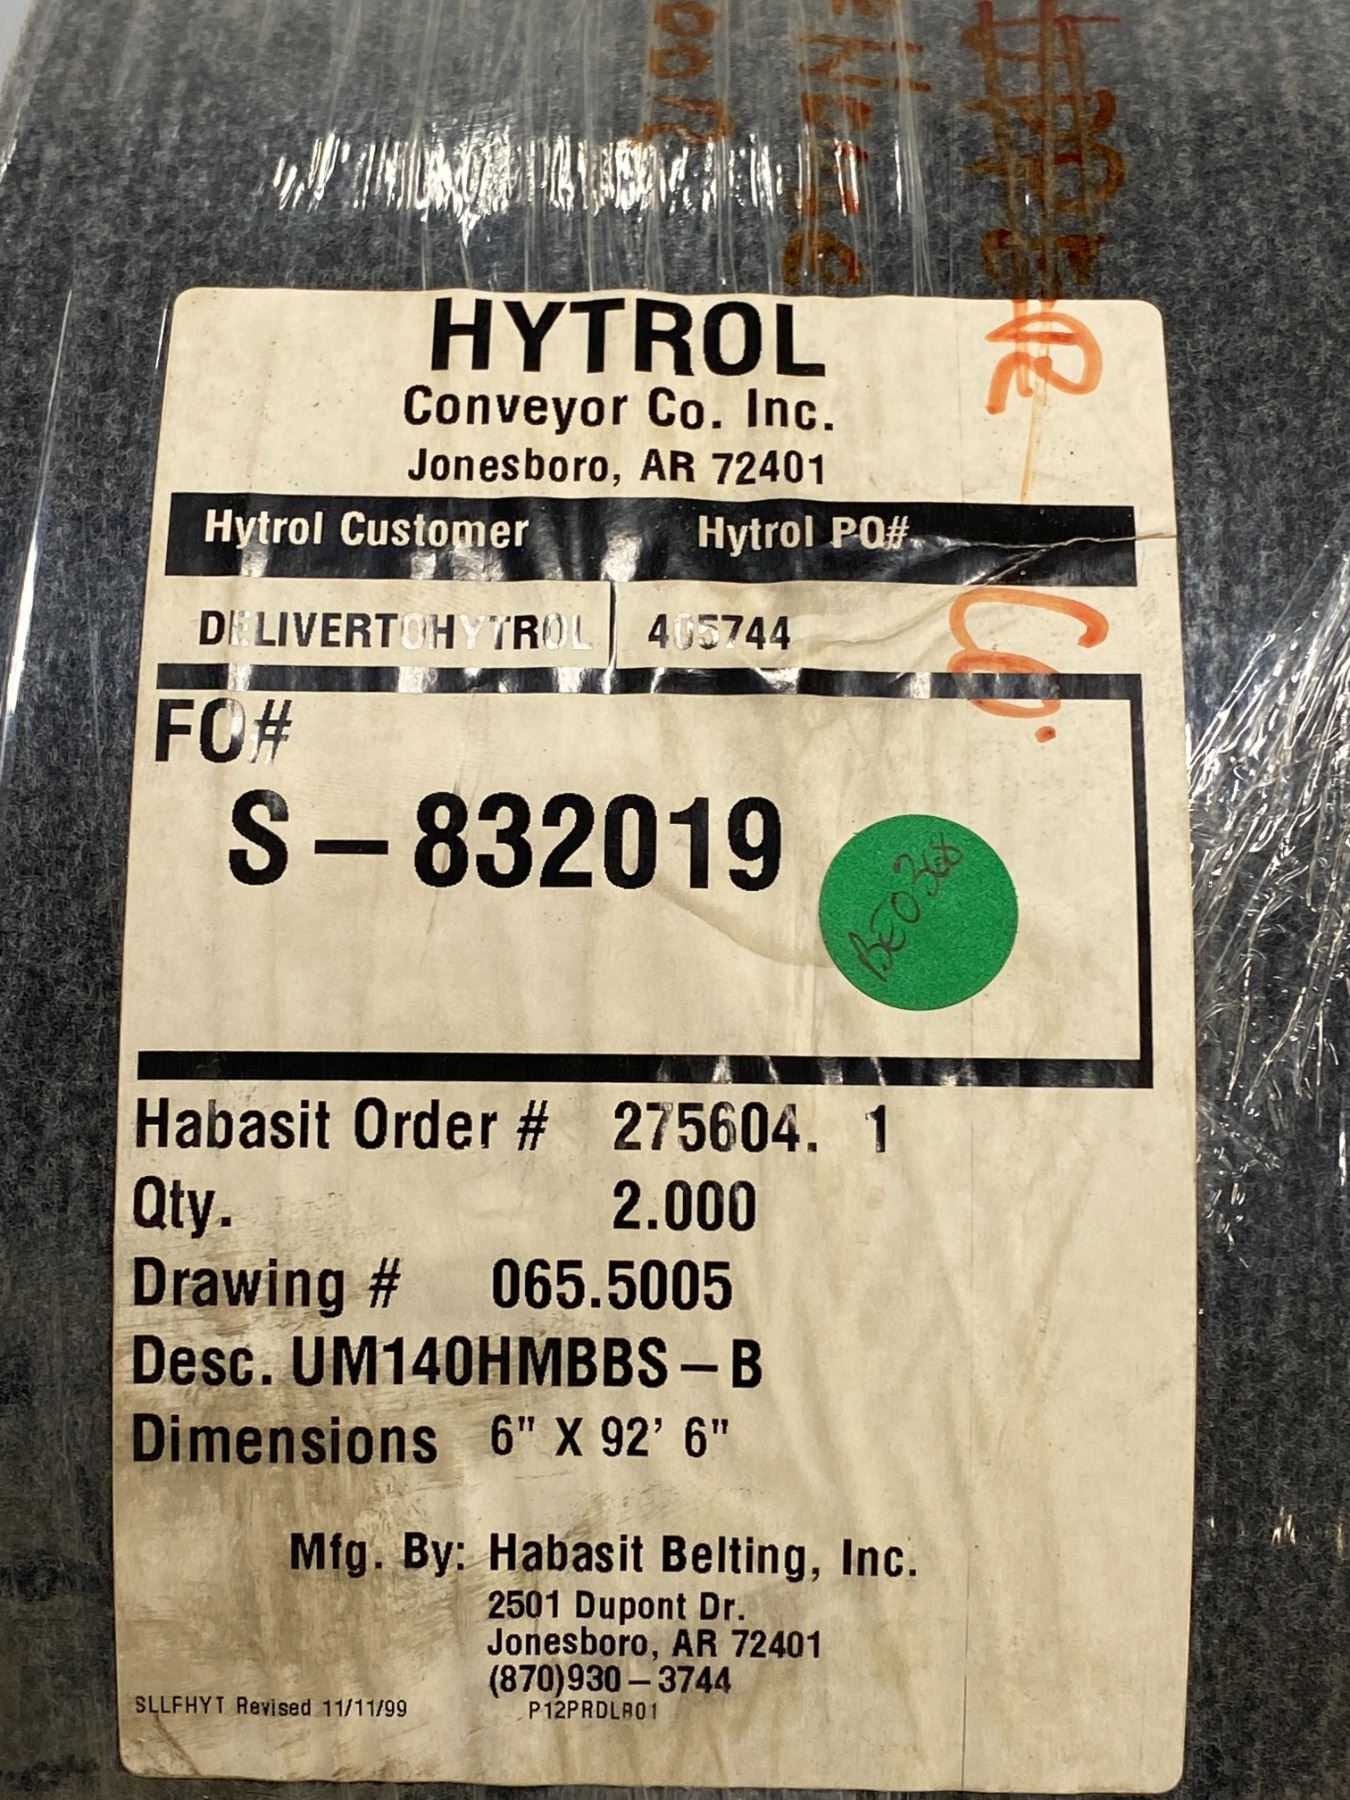 HYTROL
Conveyor Co. Inc.
Jonesboro, AR 72401
Hytrol Customer Hytrol PO#
DELIVERTOHYTROL 405744
FO#
S-832019
BE0368
Habasit Order # 275604. 1
Qty. 2.000
Drawing # 065.5005
Desc. UM140HMBBS-B
Dimensions 6" X 92' 6"
Mfg. By: Habasit Belting, Inc.
2501 Dupont Dr.
Jonesboro, AR 72401
(870)930-3744
SLLFHYT Revised 11/11/99 P12PRDLR01
Co.